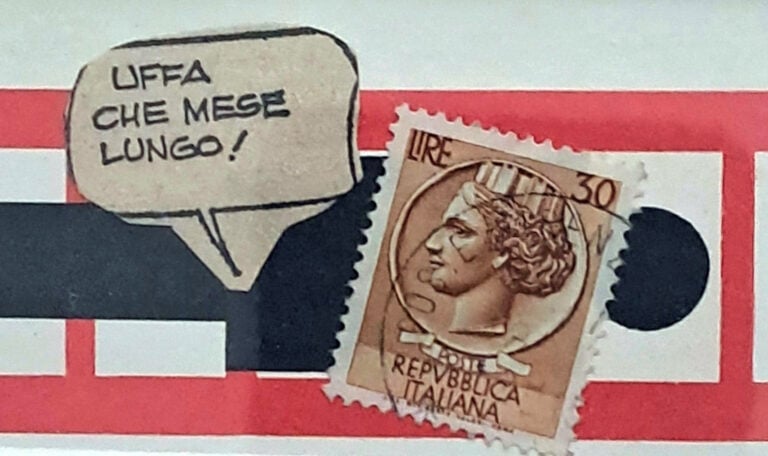 UFFA
CHE MESE
LUNGO!
LIRE
30
POSTE
REPVBBLICA
ITALIANA